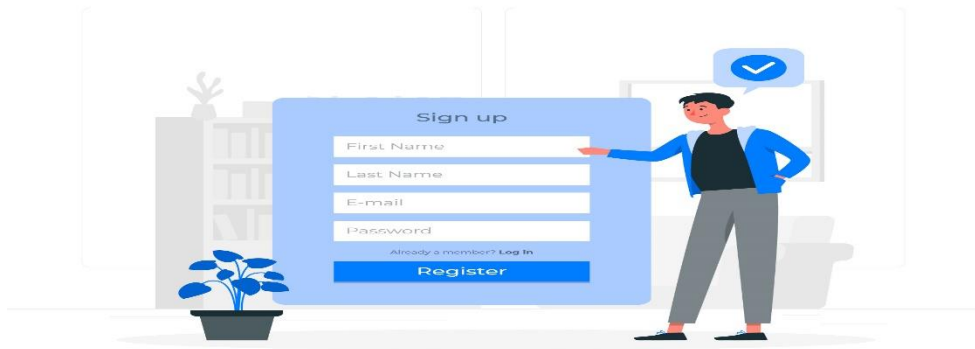 Sign up
First Name
Last Name
E-mail
Password
Already a member? Log In
Register